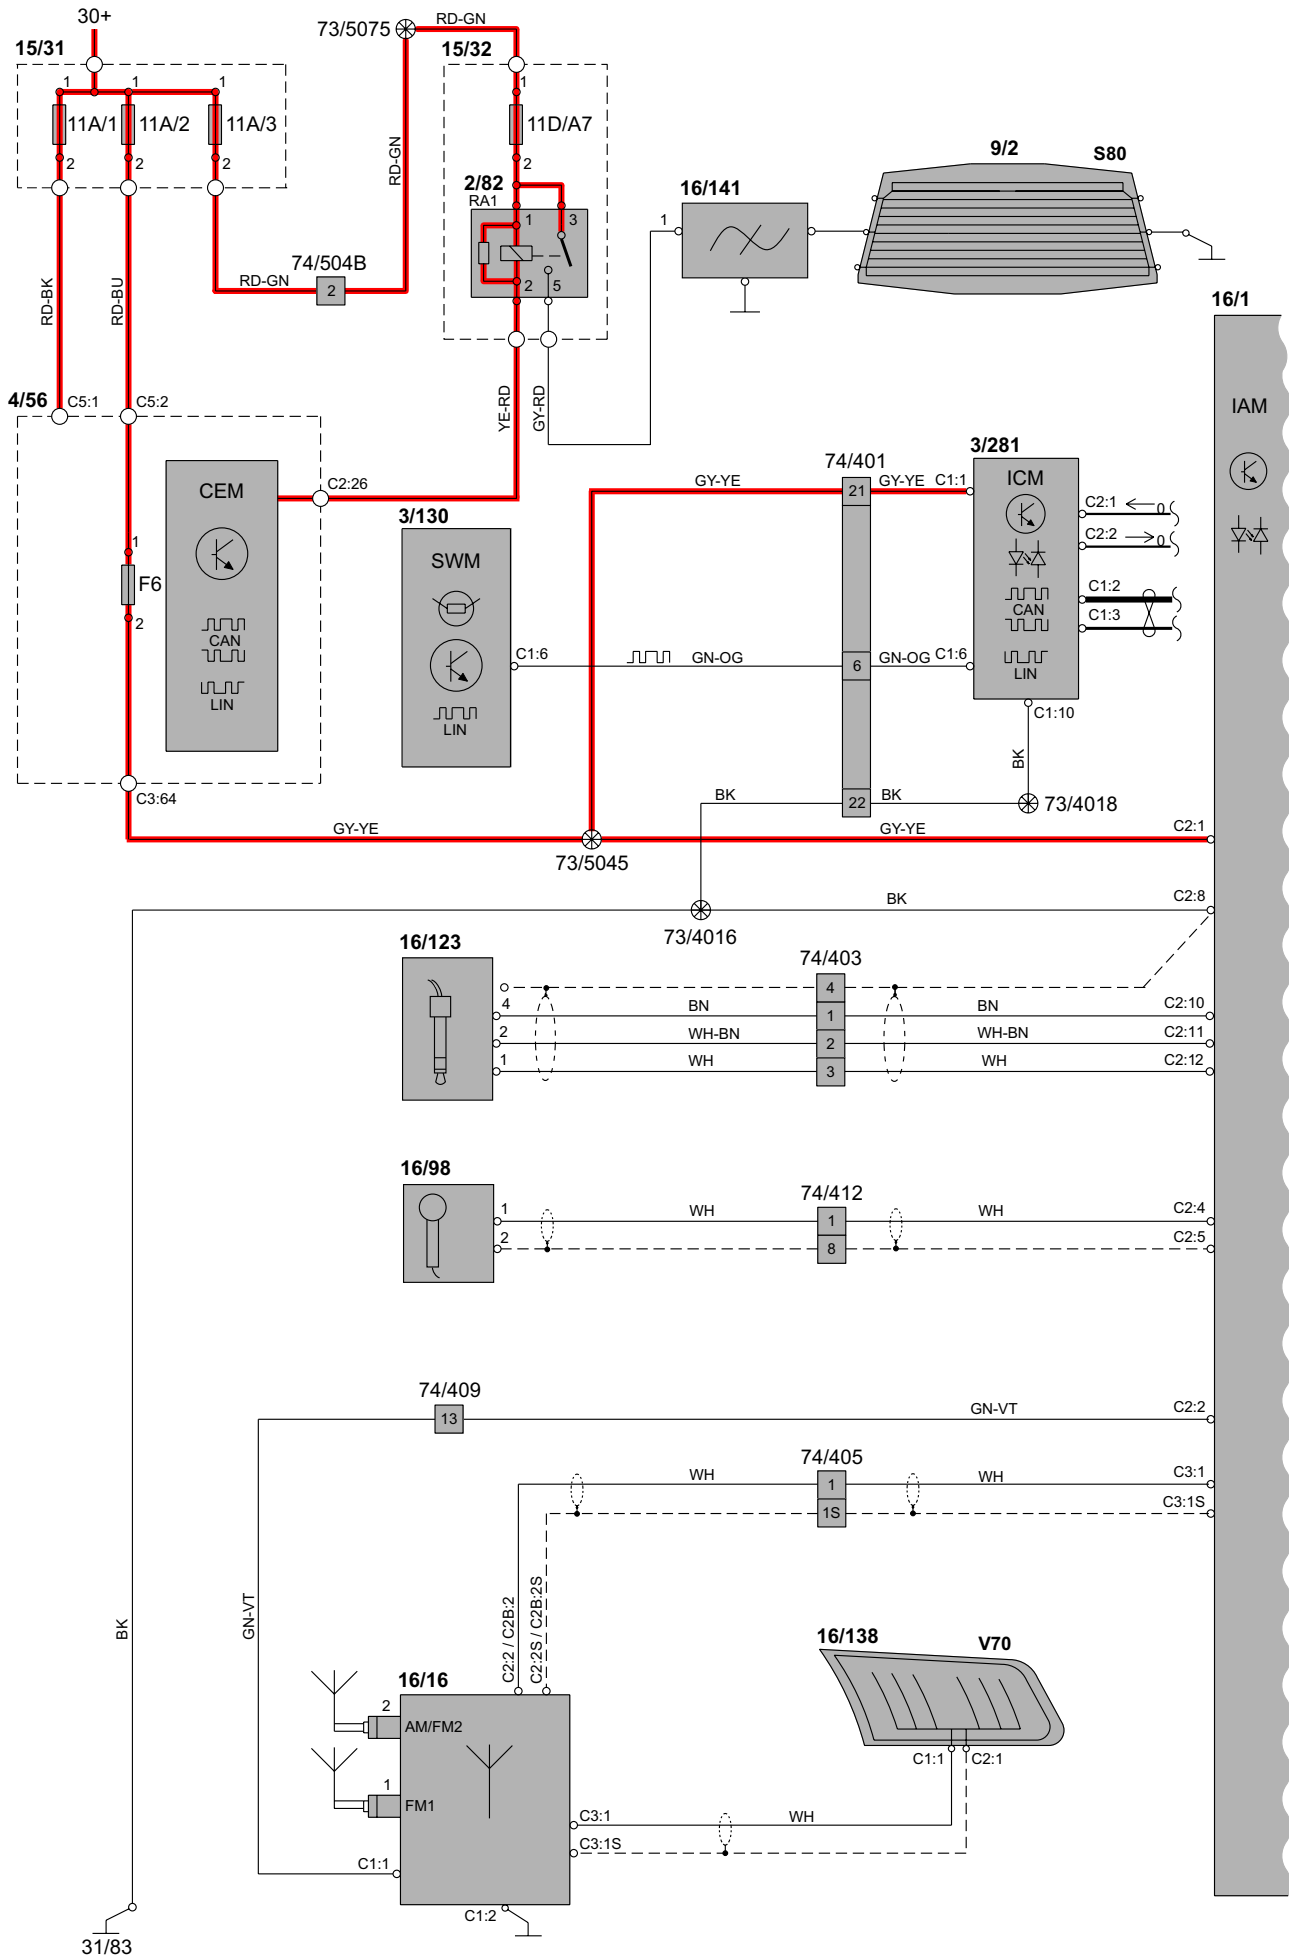 30+
73/5075
RD-GN
15/31
15/32
1
1
1
1
11A/1
11A/2
11A/3
11D/A7
2
2
2
2
RD-GN
9/2
S80
2/82
RA1
16/141
1
3
1
74/504B
RD-GN
2
2
5
16/1
RD-BK
RD-BU
YE-RD
GY-RD
4/56
C5:1
C5:2
IAM
CEM
C2:26
3/130
SWM
74/401
3/281
GY-YE
21
GY-YE
C1:1
ICM
C2:1
0
C2:2
0
1
F6
2
CAN
LIN
C1:2
CAN
C1:3
C1:6
GN-OG
6
GN-OG
C1:6
LIN
LIN
C1:10
BK
C3:64
BK
22
BK
73/4018
GY-YE
73/5045
GY-YE
C2:1
BK
C2:8
73/4016
16/123
74/403
4
4
BN
1
BN
C2:10
2
WH-BN
2
WH-BN
C2:11
1
WH
3
WH
C2:12
16/98
74/412
1
WH
1
WH
C2:4
2
8
C2:5
74/409
13
GN-VT
C2:2
74/405
WH
1
WH
C3:1
1S
C3:1S
BK
GN-VT
C2:2 / C2B:2
C2:2S / C2B:2S
16/138
V70
16/16
2
AM/FM2
C1:1
C2:1
1
FM1
C3:1
WH
C3:1S
C1:1
C1:2
31/83